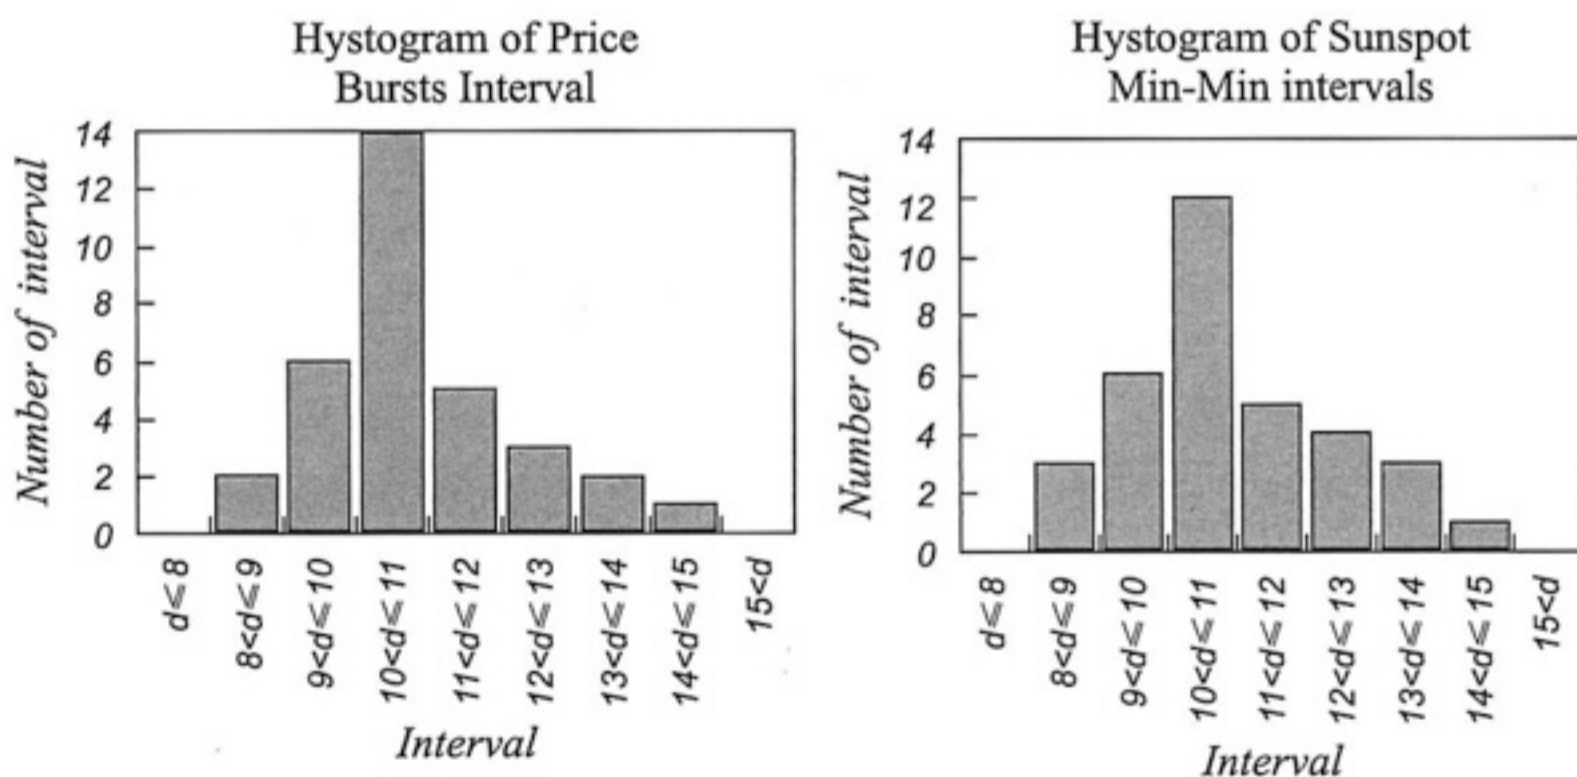 Hystogram of Price
Bursts Interval
Number of interval
14
12
10
8
6
4
2
0
d≤8
8<d≤9
9<d≤10
10<d≤11
11<d≤12
12<d≤13
13<d≤14
14<d≤15
15<d
Interval
Hystogram of Sunspot
Min-Min intervals
Number of interval
14
12
10
8
6
4
2
0
d≤8
8<d≤9
9<d≤10
10<d≤11
11<d≤12
12<d≤13
13<d≤14
14<d≤15
15<d
Interval